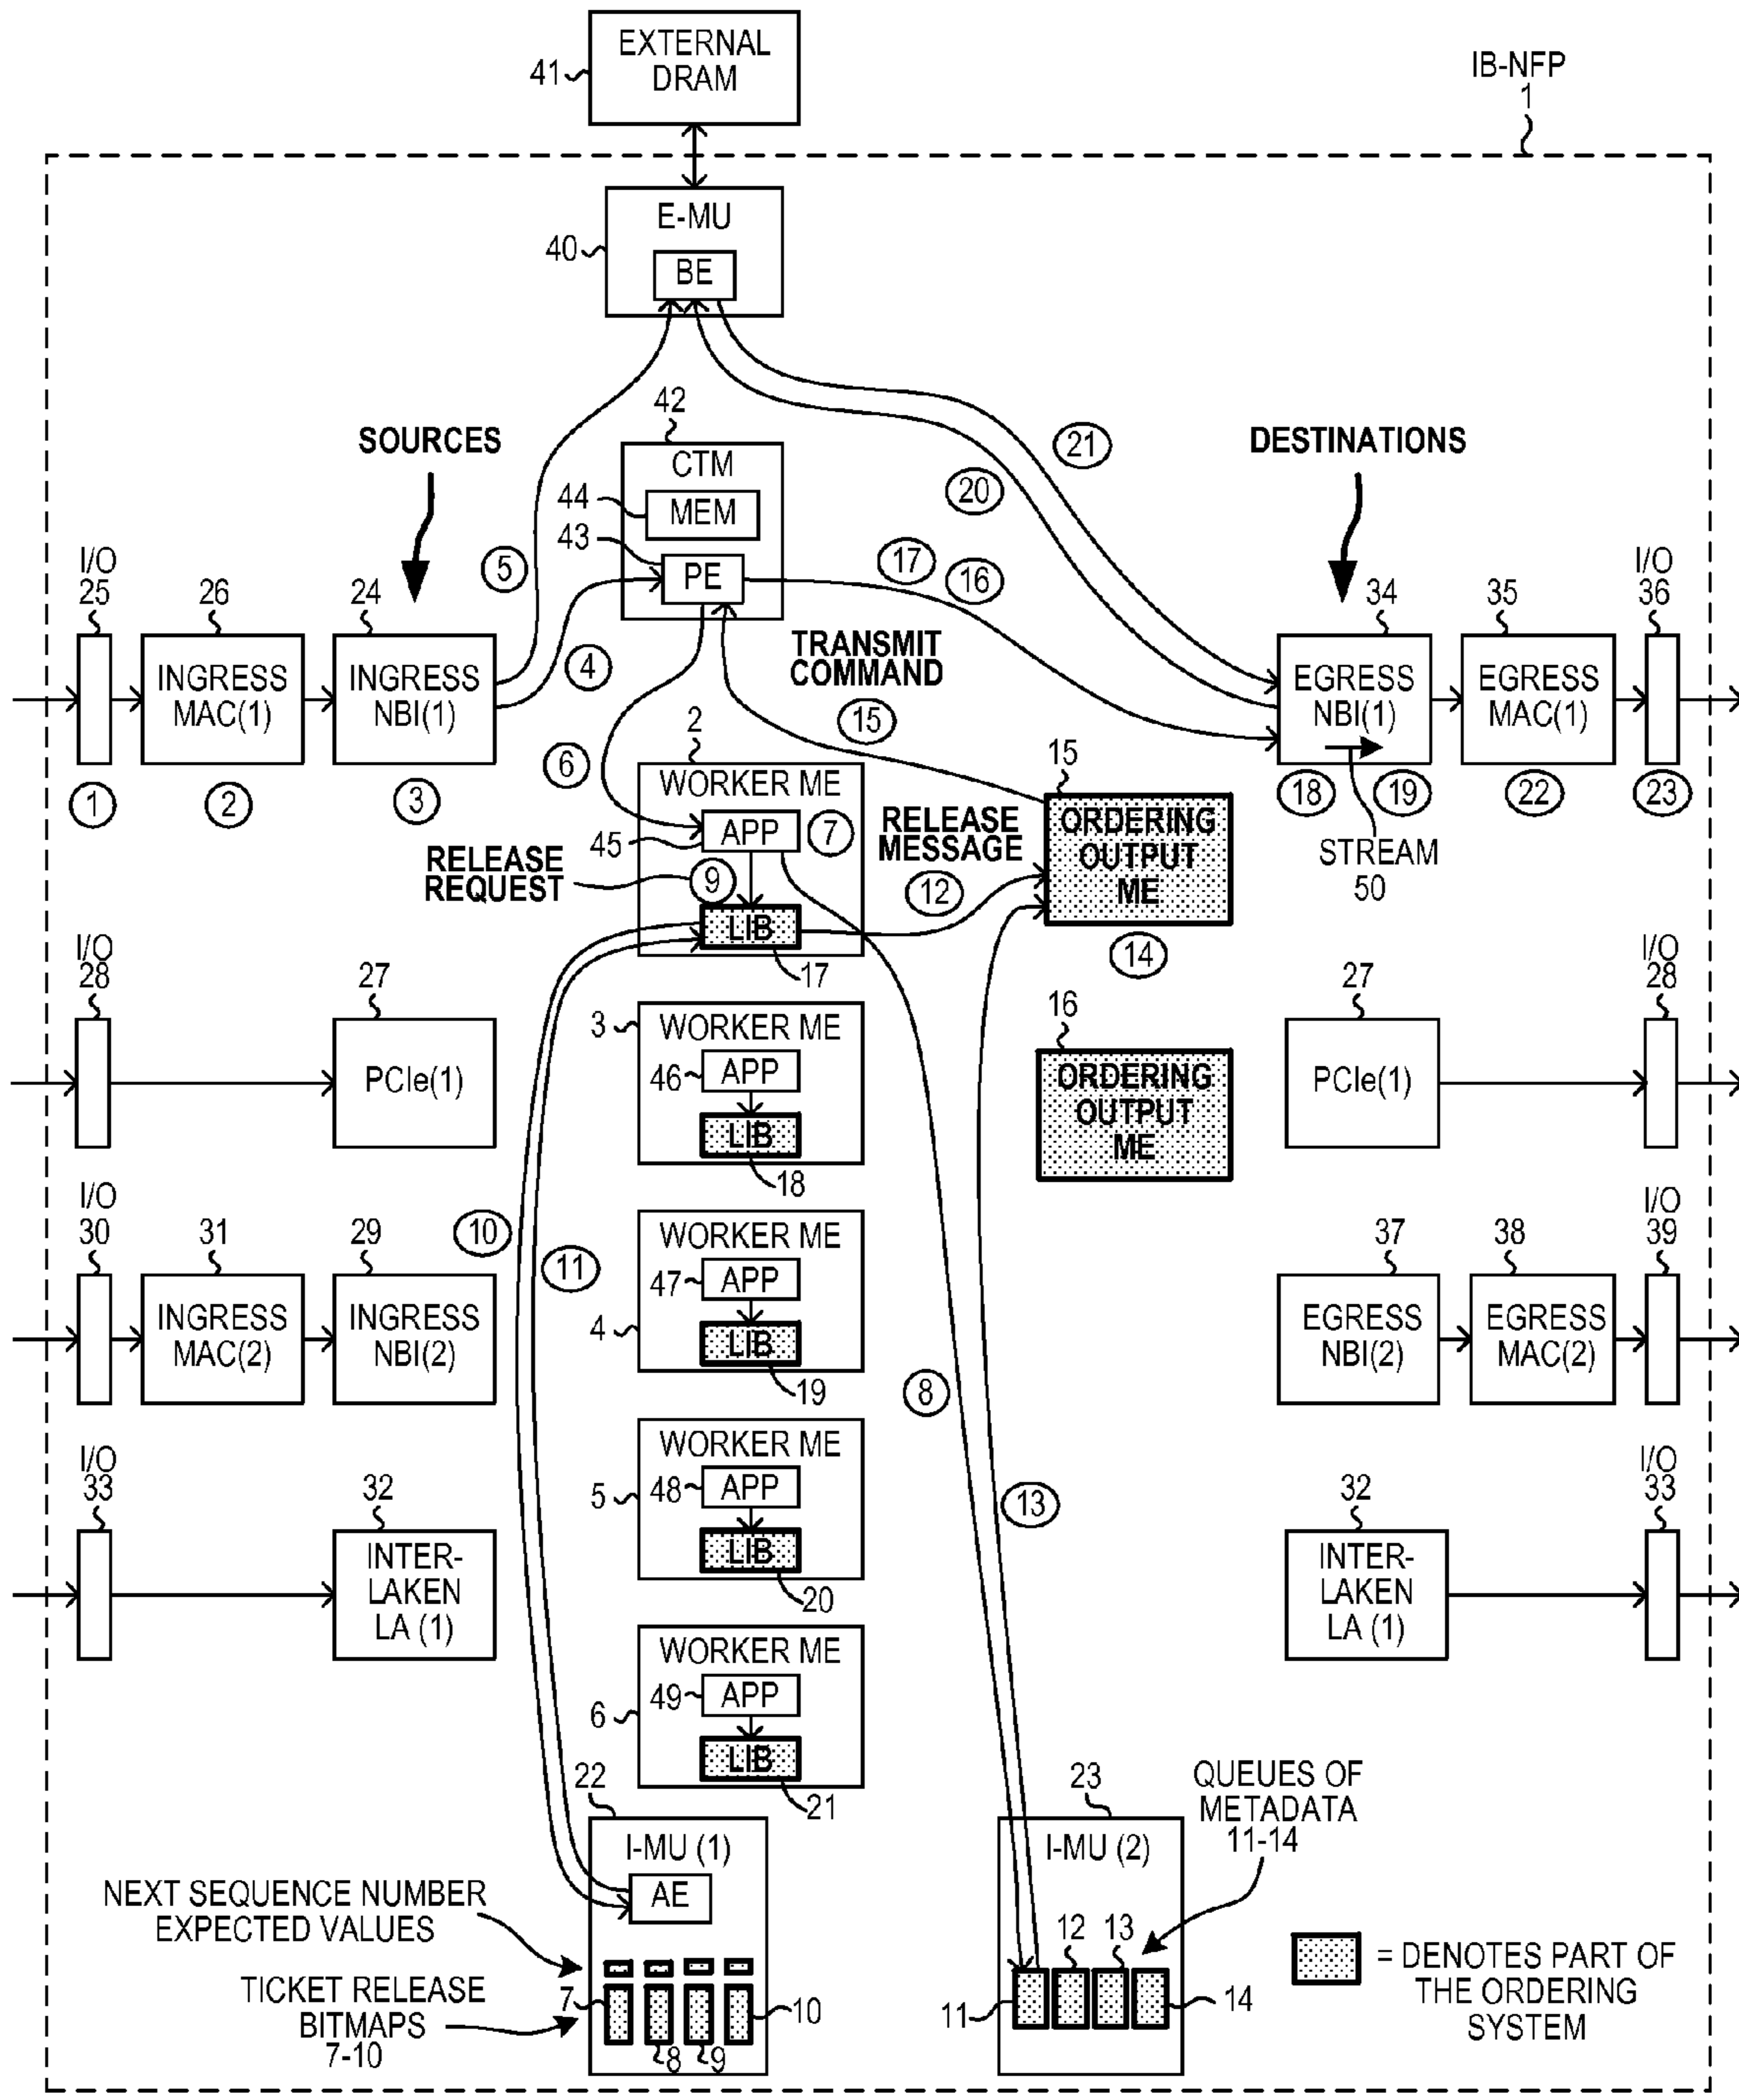 EXTERNAL
DRAM
41
IB-NFP
1
E-MU
40
BE
42
CTM
44
MEM
43
PE
SOURCES
DESTINATIONS
21
20
5
17
16
4
I/O
25
26
24
INGRESS
MAC(1)
INGRESS
NBI(1)
1
2
3
TRANSMIT
COMMAND
15
34
35
I/O
36
EGRESS
NBI(1)
EGRESS
MAC(1)
18
19
22
23
STREAM
50
6
2
WORKER ME
APP
7
45
RELEASE
REQUEST
9
LIB
17
RELEASE
MESSAGE
12
15
ORDERING
OUTPUT
ME
14
I/O
28
27
PCIe(1)
3
WORKER ME
46
APP
LIB
18
16
ORDERING
OUTPUT
ME
27
PCIe(1)
I/O
28
I/O
30
31
29
INGRESS
MAC(2)
INGRESS
NBI(2)
10
11
WORKER ME
47
APP
4
LIB
19
8
37
38
I/O
39
EGRESS
NBI(2)
EGRESS
MAC(2)
I/O
33
32
INTER-
LAKEN
LA (1)
WORKER ME
48
APP
5
LIB
20
13
32
INTER-
LAKEN
LA (1)
I/O
33
WORKER ME
49
APP
6
LIB
21
22
I-MU (1)
AE
NEXT SEQUENCE NUMBER
EXPECTED VALUES
TICKET RELEASE
BITMAPS
7-10
7
8
9
10
23
I-MU (2)
QUEUES OF
METADATA
11-14
12
13
11
14
= DENOTES PART OF
THE ORDERING
SYSTEM